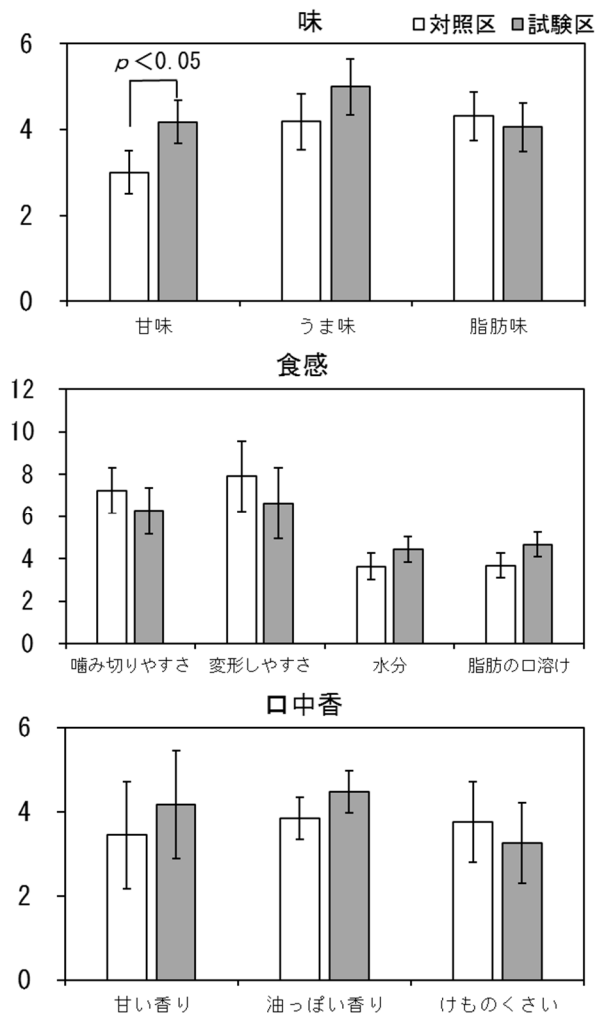 味
□対照区 ■試験区
6
p＜0.05
4
2
0
甘味 うま味 脂肪味
食感
12
10
8
6
4
2
0
噛み切りやすさ 変形しやすさ 水分 脂肪の口溶け
口中香
6
4
2
0
甘い香り 油っぽい香り けものくさい